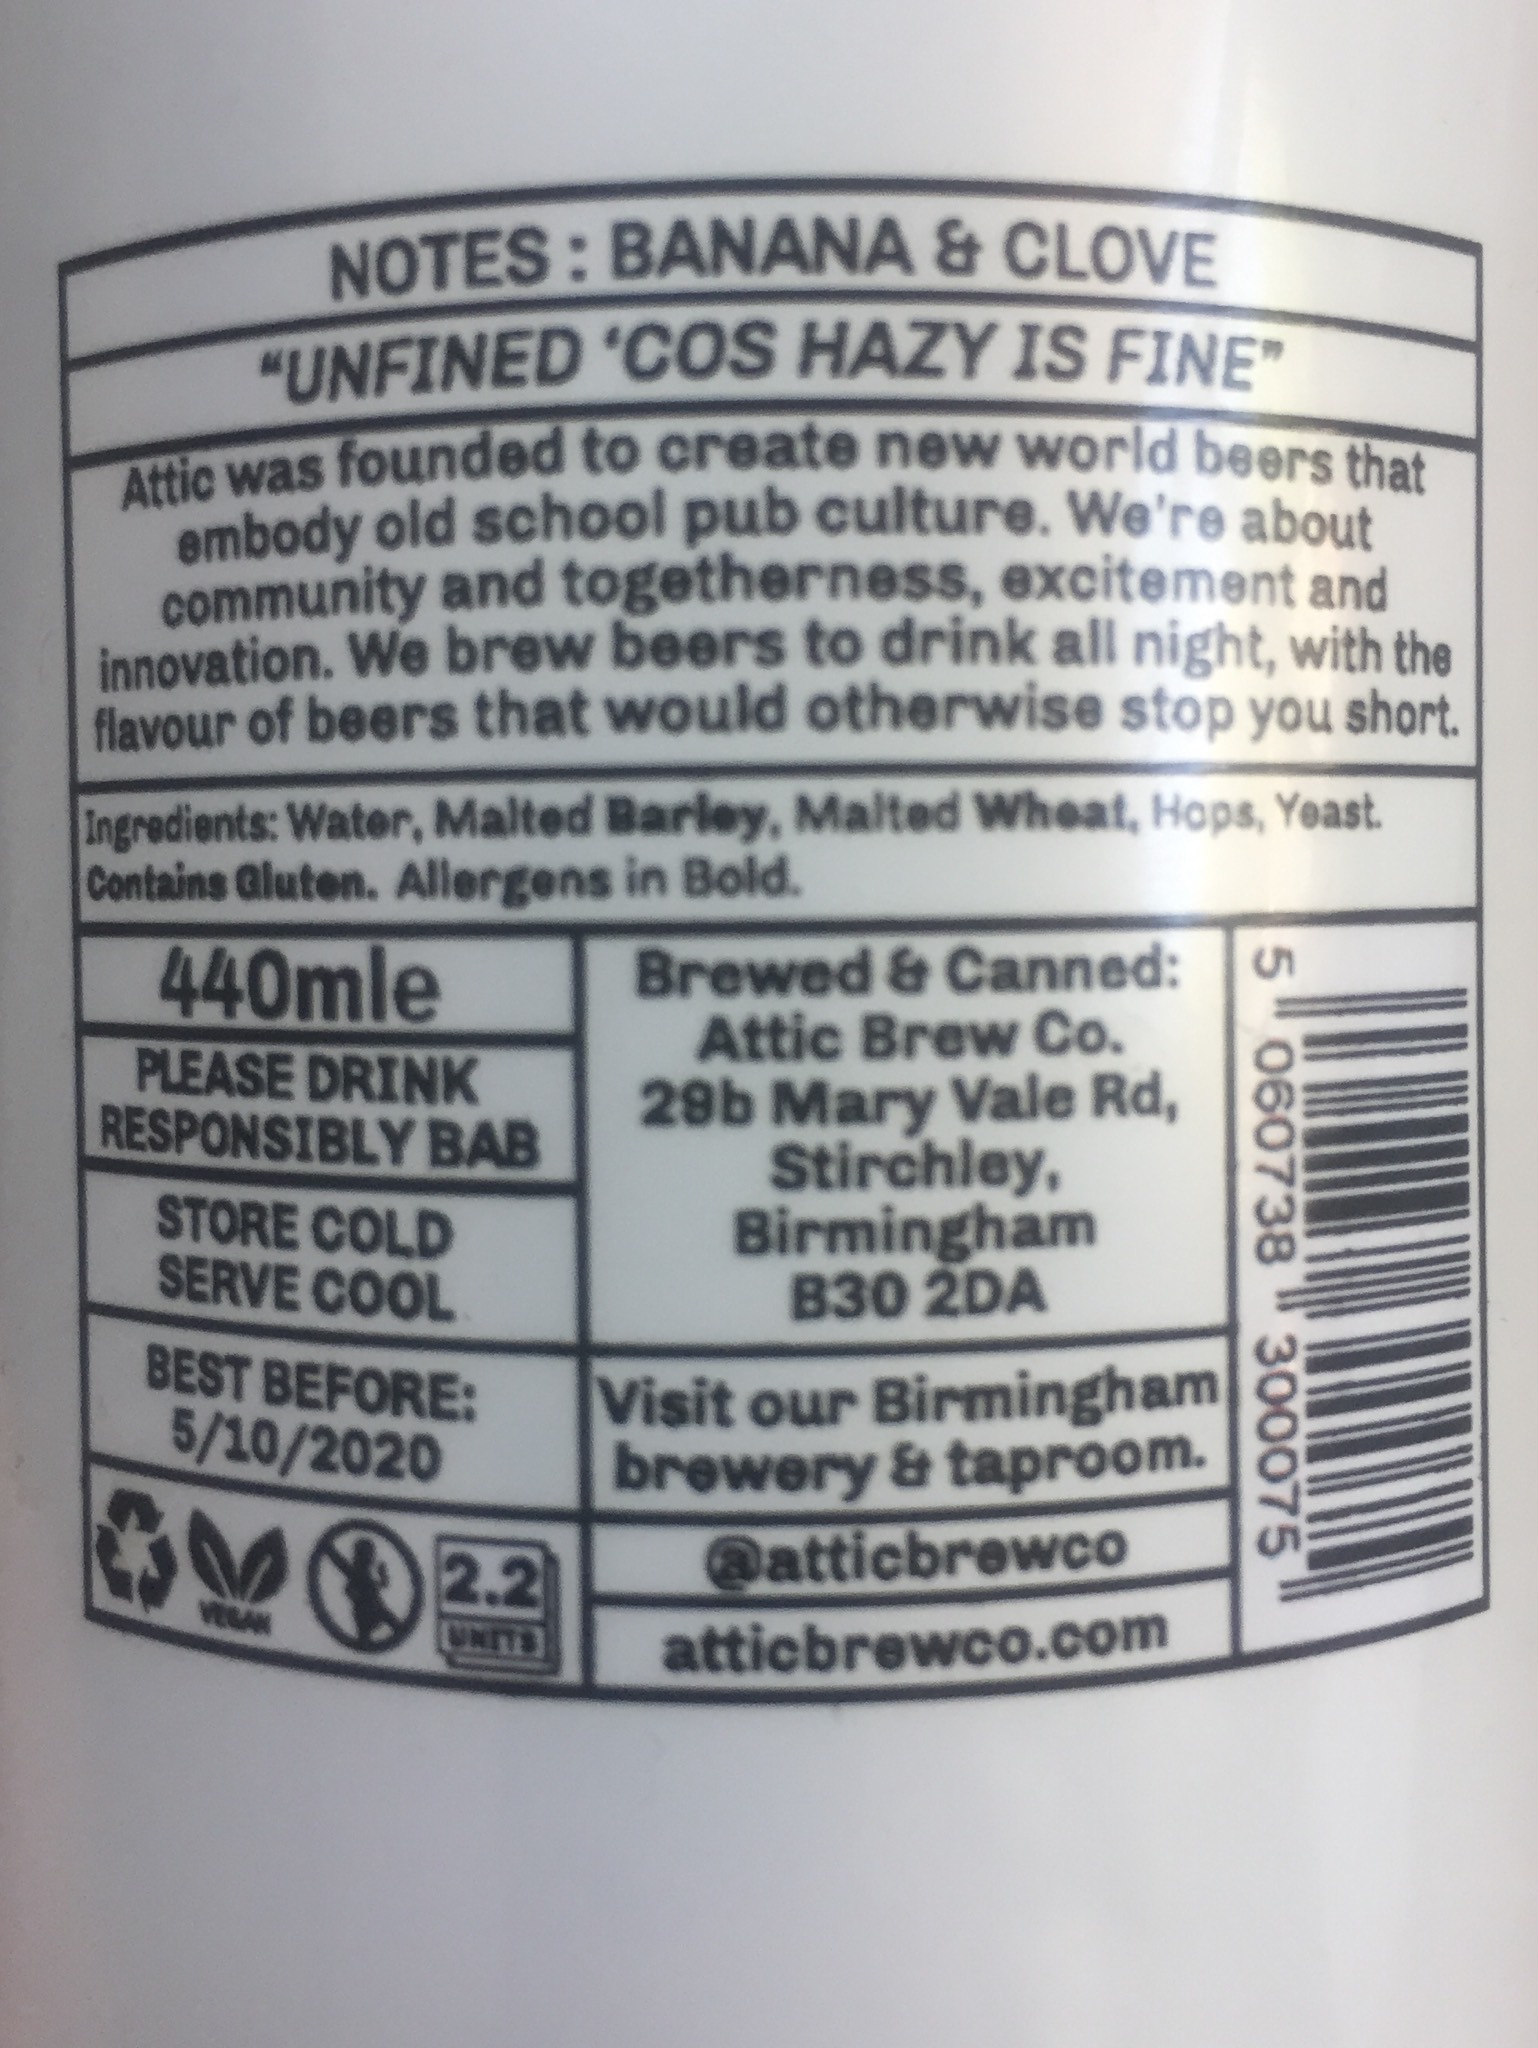 NOTES : BANANA & CLOVE
“UNFINED ‘COS HAZY IS FINE”
Attic was founded to create new world beers that
embody old school pub culture. We're about
community and togetherness, excitement and
innovation. We brew beers to drink all night, with the
flavour of beers that would otherwise stop you short.
Ingredients: Water, Malted Barley, Malted Wheat, Hops, Yeast.
Contains Gluten. Allergens in Bold.
440mle
PLEASE DRINK
RESPONSIBLY BAB
STORE COLD
SERVE COOL
BEST BEFORE:
5/10/2020
VEGAN
2.2
UNITS
Brewed & Canned:
Attic Brew Co.
29b Mary Vale Rd,
Stirchley,
Birmingham
B30 2DA
Visit our Birmingham
brewery & taproom.
@atticbrewco
atticbrewco.com
5 060738 300075